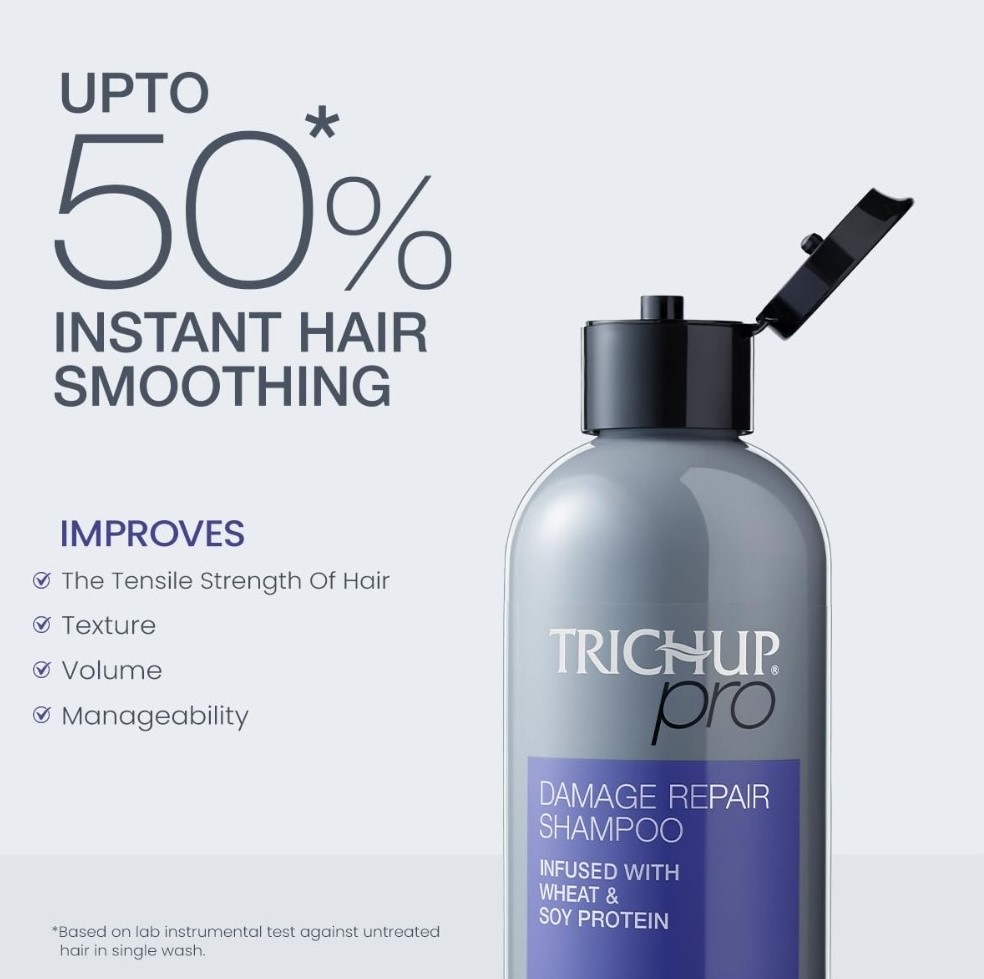 UPTO
50*%
INSTANT HAIR
SMOOTHING
IMPROVES
The Tensile Strength Of Hair
Texture
Volume
Manageability
*Based on lab instrumental test against untreated
hair in single wash.
TRICHUP®
pro
DAMAGE REPAIR
SHAMPOO
INFUSED WITH
WHEAT &
SOY PROTEIN